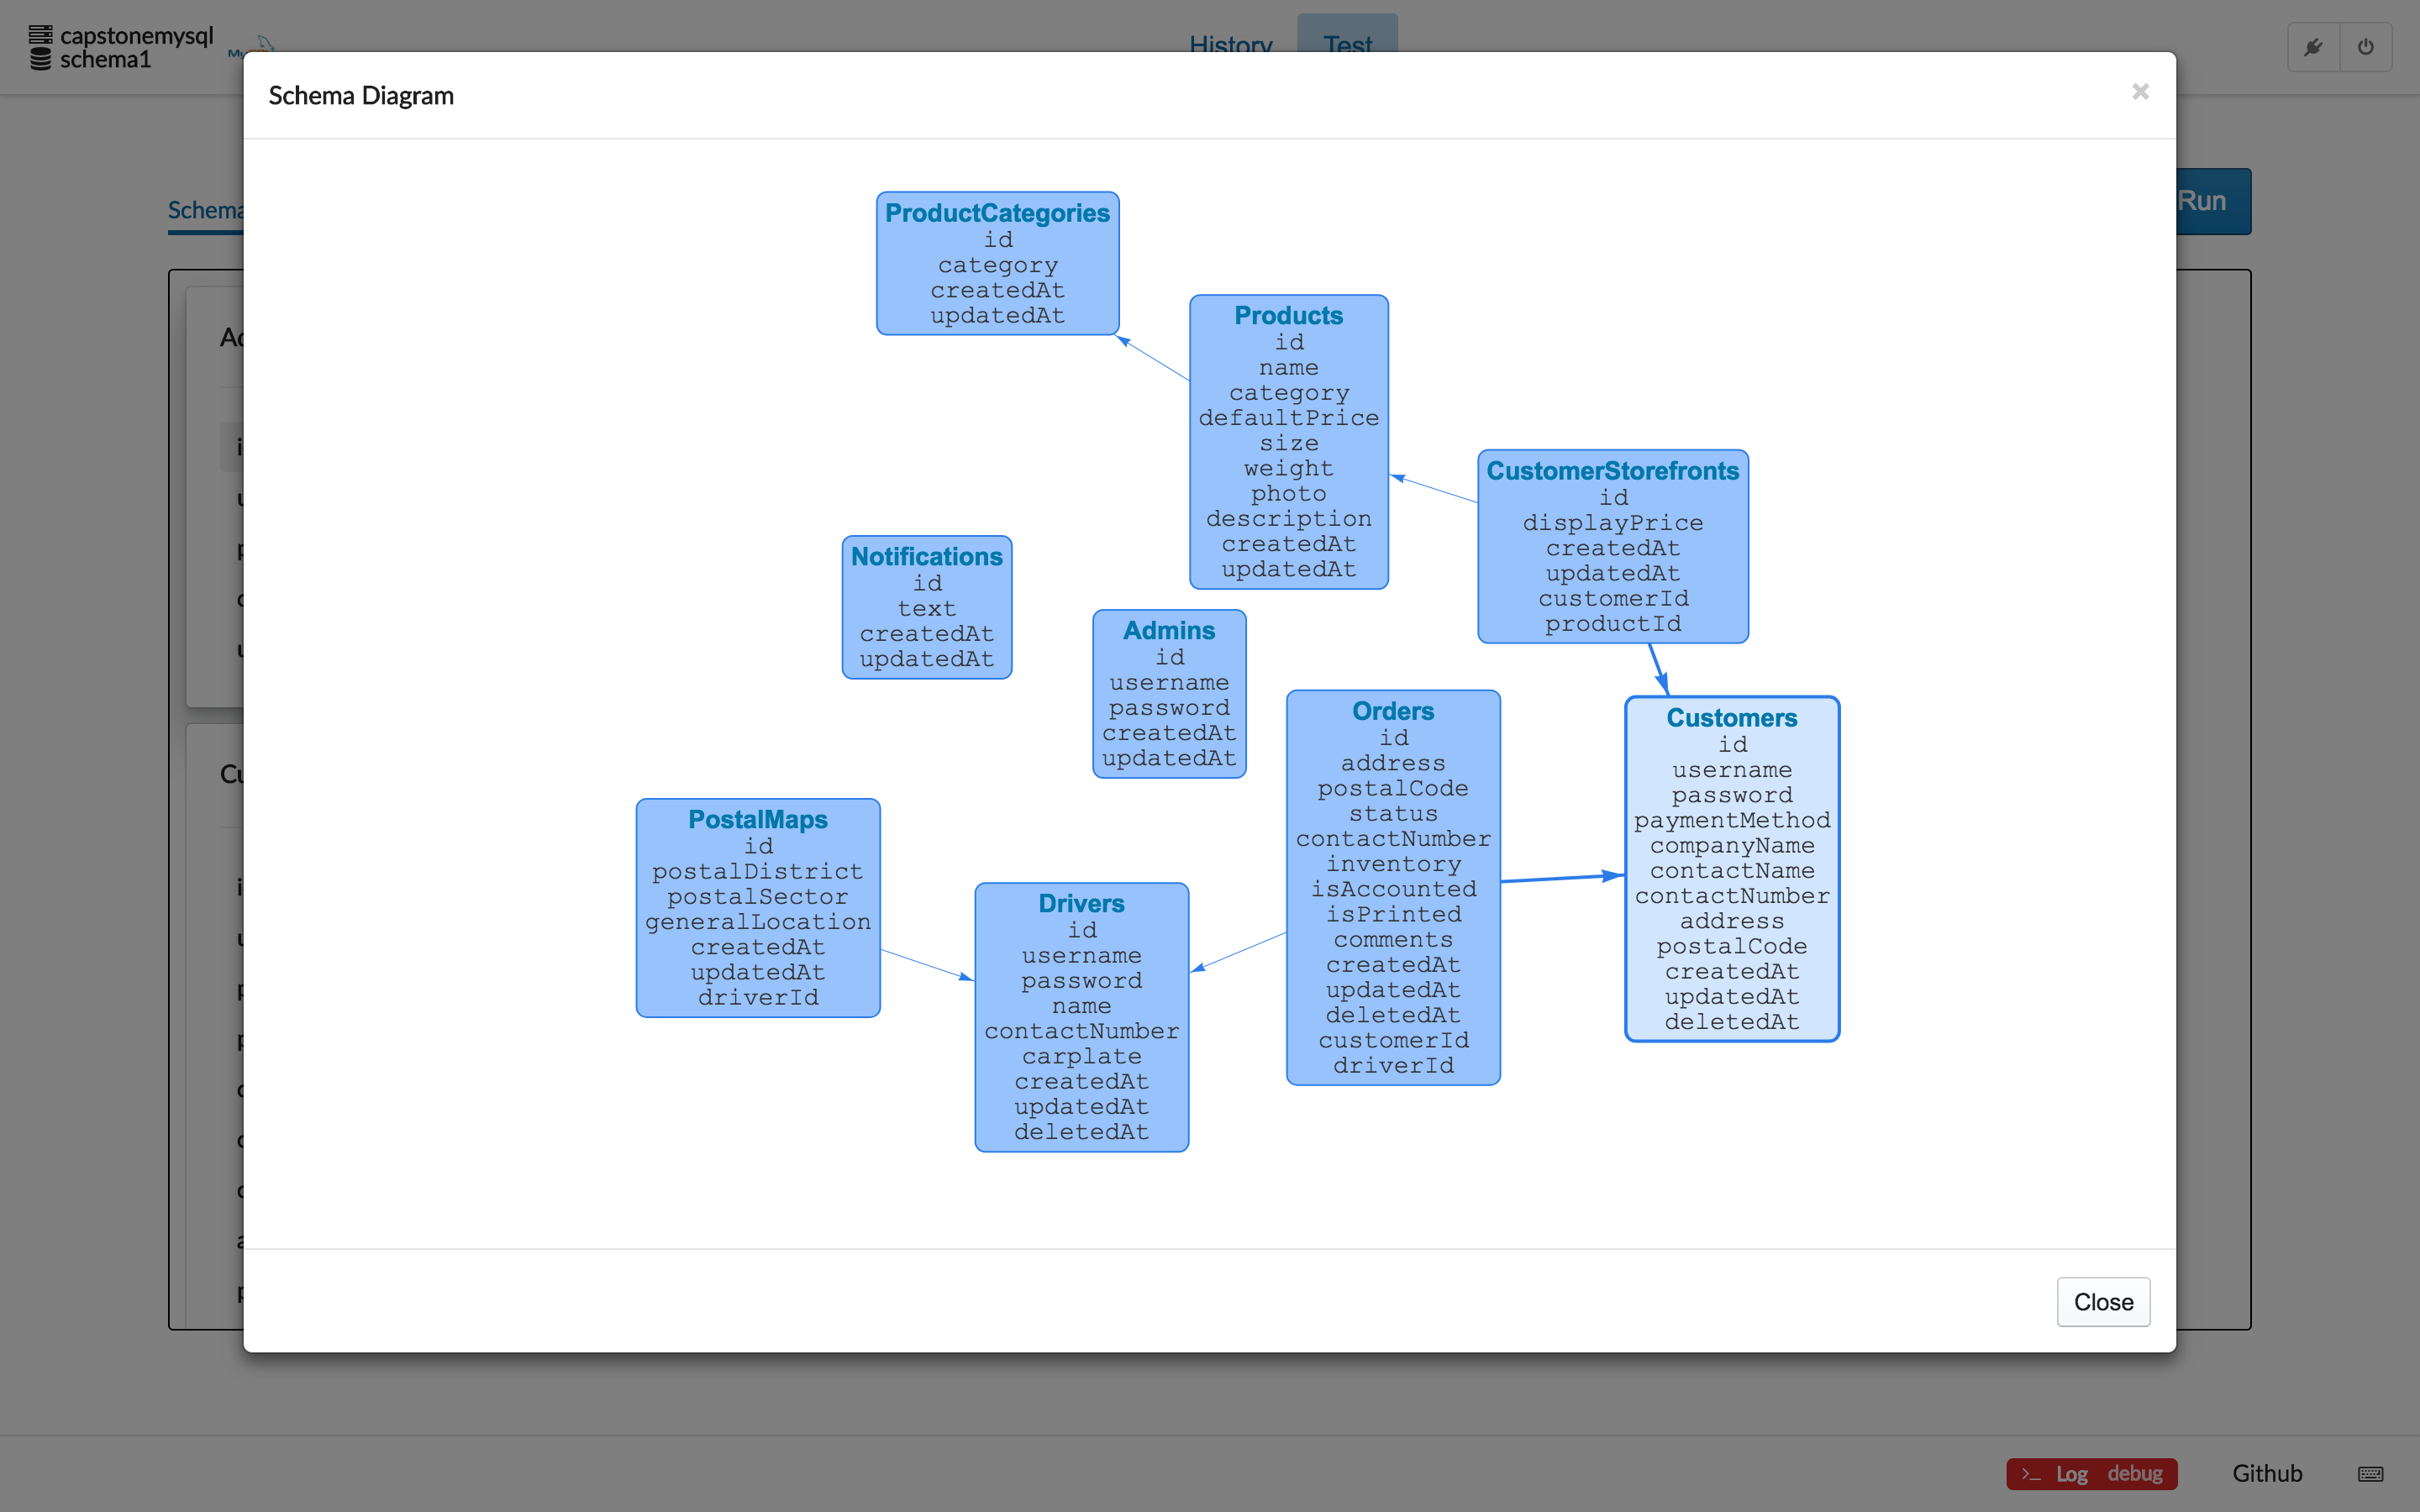 capstonemysql
schema1
History
Test
Schema Diagram
×
Schema
Run
ProductCategories
id
category
createdAt
updatedAt
Products
id
name
category
defaultPrice
size
weight
photo
description
createdAt
updatedAt
CustomerStorefronts
id
displayPrice
createdAt
updatedAt
customerId
productId
Notifications
id
text
createdAt
updatedAt
Admins
id
username
password
createdAt
updatedAt
Orders
id
address
postalCode
status
contactNumber
inventory
isAccounted
isPrinted
comments
createdAt
updatedAt
deletedAt
customerId
driverId
Customers
id
username
password
paymentMethod
companyName
contactName
contactNumber
address
postalCode
createdAt
updatedAt
deletedAt
PostalMaps
id
postalDistrict
postalSector
generalLocation
createdAt
updatedAt
driverId
Drivers
id
username
password
name
contactNumber
carplate
createdAt
updatedAt
deletedAt
Close
>_ Log debug
Github